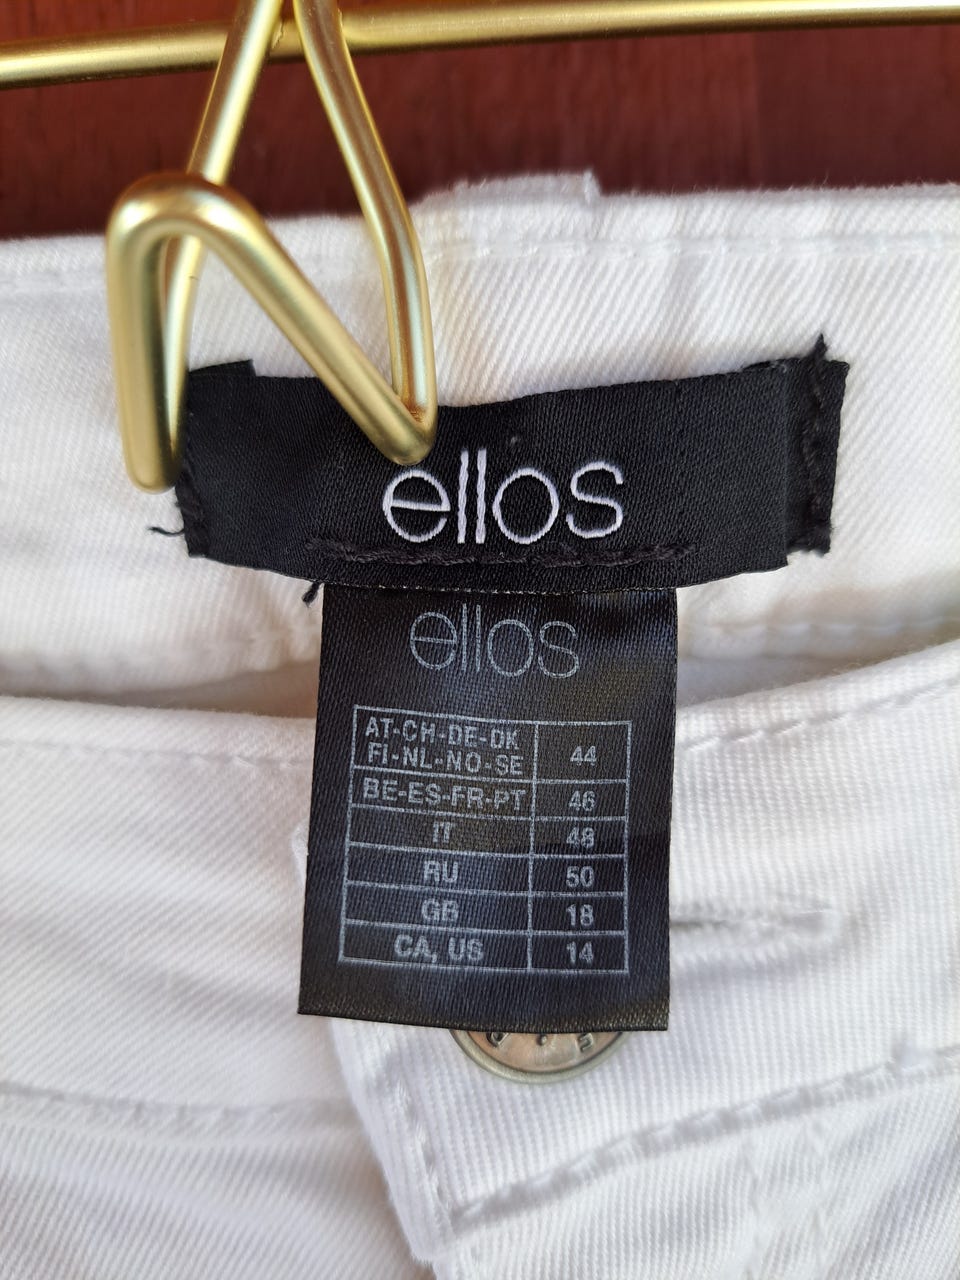 ellos
ellos
AT-CH-DE-DK
FI-NL-NO-SE 44
BE-ES-FR-PT 46
IT 48
RU 50
GB 18
CA, US 14